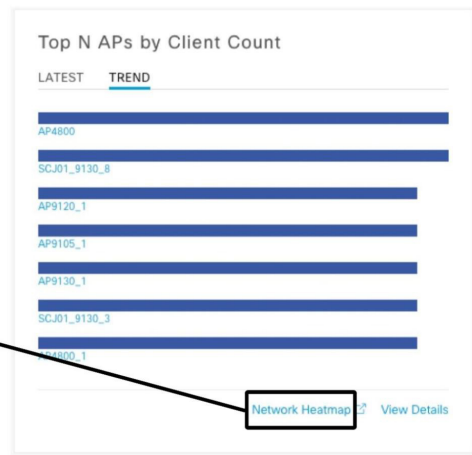 Top N APs by Client Count
LATEST TREND
AP4800
SCJ01_9130_8
AP9120_1
AP9105_1
AP9130_1
SCJ01_9130_3
AP4800_1
Network Heatmap View Details